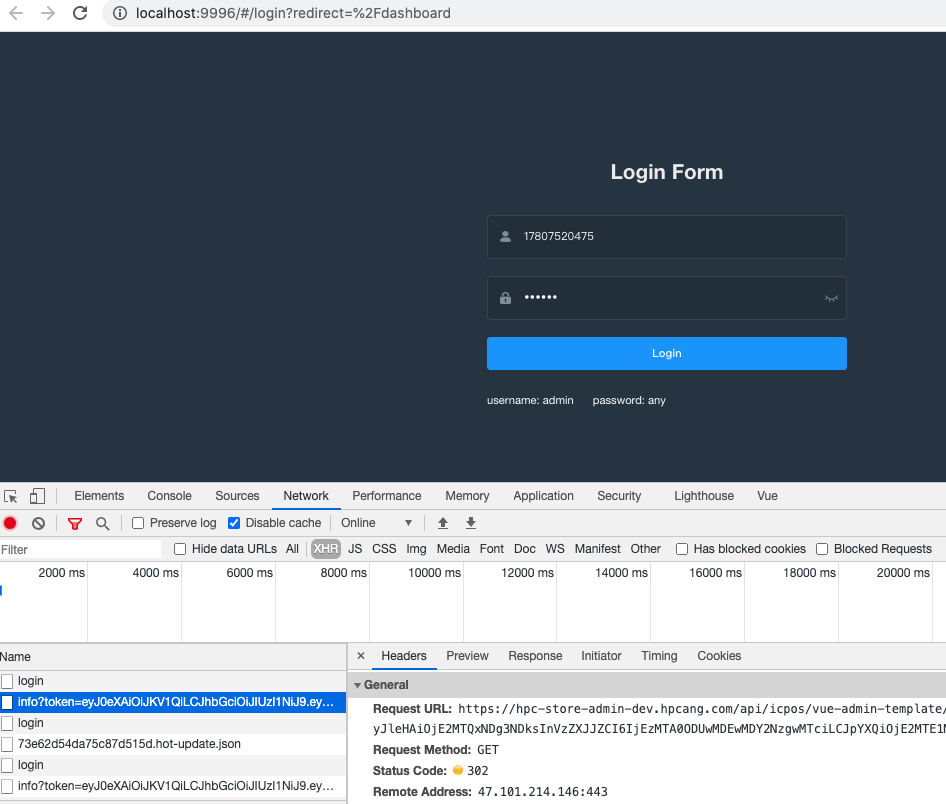 localhost:9996/#/login?redirect=%2Fdashboard
Login Form
17807520475
••••••
Login
username: admin password: any
Elements Console Sources Network Performance Memory Application Security Lighthouse Vue
Preserve log Disable cache Online
Filter Hide data URLs All XHR JS CSS Img Media Font Doc WS Manifest Other Has blocked cookies Blocked Requests
2000 ms 4000 ms 6000 ms 8000 ms 10000 ms 12000 ms 14000 ms 16000 ms 18000 ms 20000 ms
Name
login
info?token=eyJ0eXAiOiJKV1QiLCJhbGciOiJIUzI1NiJ9.ey…
login
73e62d54da75c87d515d.hot-update.json
login
info?token=eyJ0eXAiOiJKV1QiLCJhbGciOiJIUzI1NiJ9.ey…
× Headers Preview Response Initiator Timing Cookies
General
Request URL: https://hpc-store-admin-dev.hpcang.com/api/icpos/vue-admin-template/
Request Method: GET
Status Code: 302
Remote Address: 47.101.214.146:443